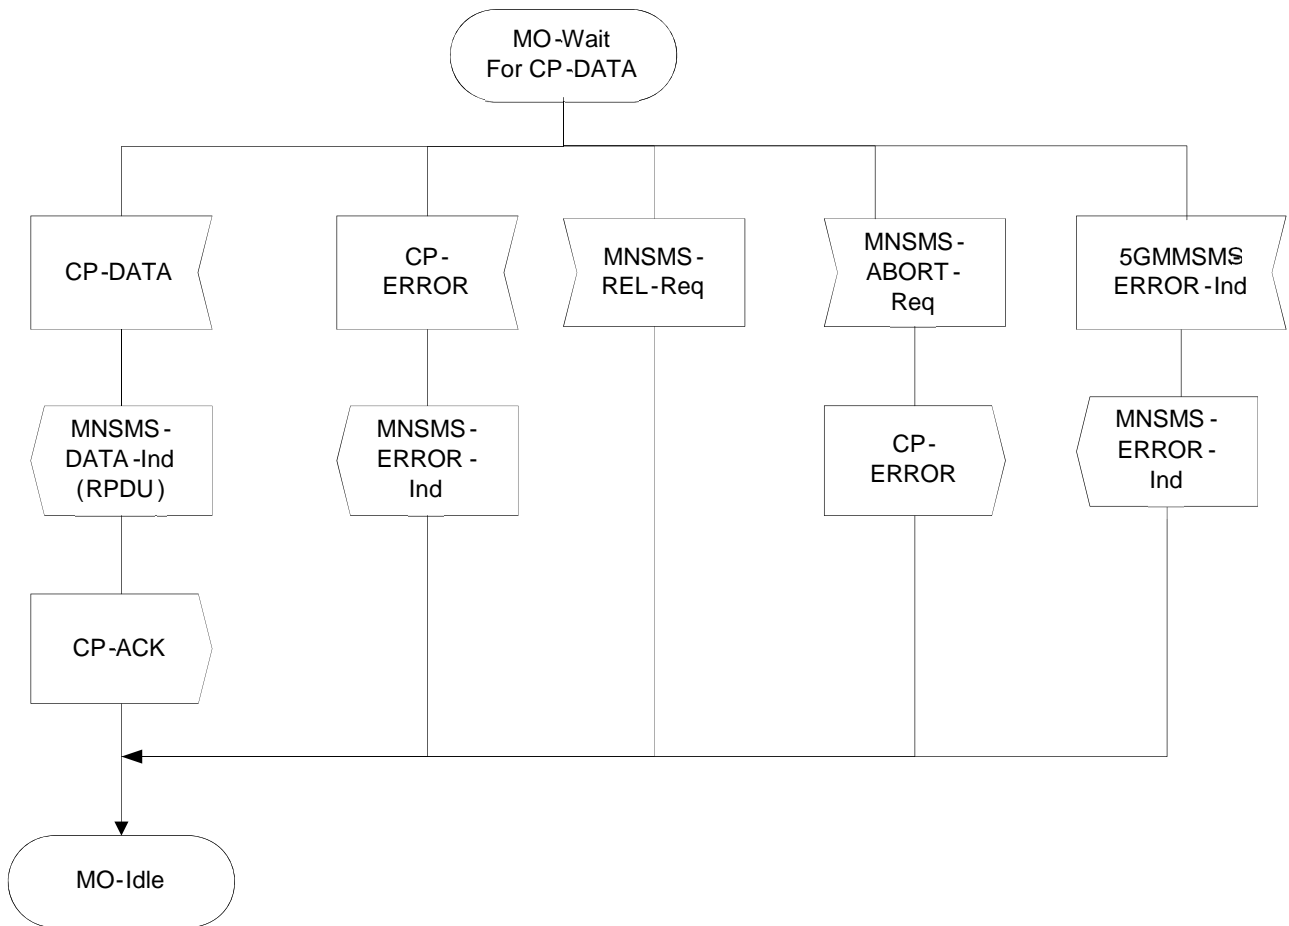 MO-Wait
For CP-DATA
CP-DATA
CP-
ERROR
MNSMS-
REL-Req
MNSMS-
ABORT-
Req
5GMMSMS-
ERROR-Ind
MNSMS-
DATA-Ind
(RPDU)
MNSMS-
ERROR-
Ind
CP-
ERROR
MNSMS-
ERROR-
Ind
CP-ACK
MO-Idle